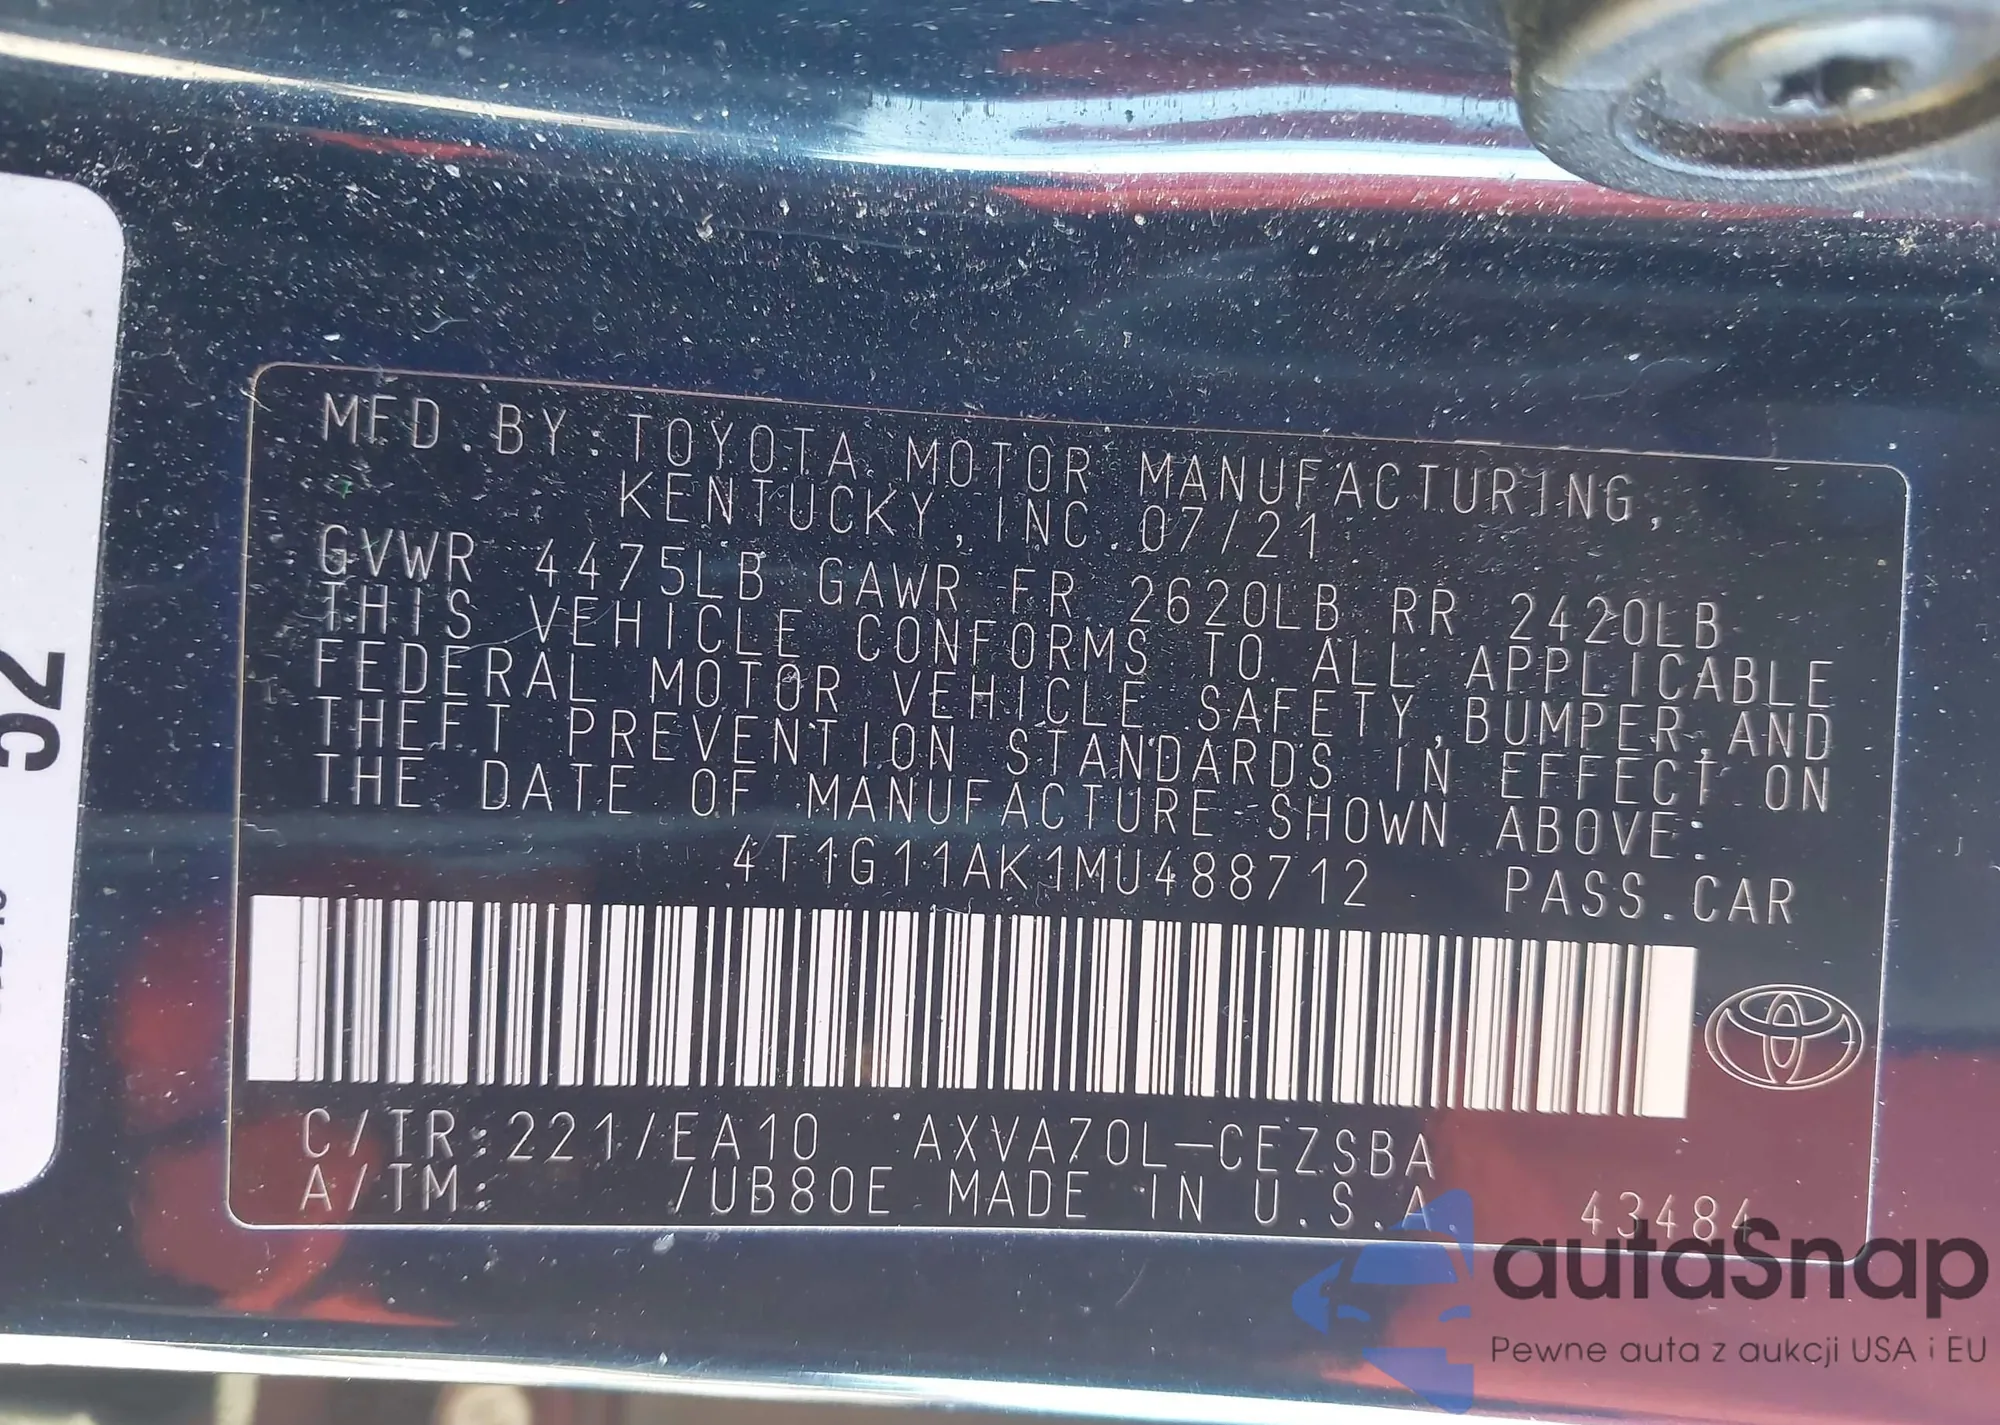 MFD.BY TOYOTA MOTOR MANUFACTURING,
KENTUCKY, INC. 07/21
GVWR 4475LB GAWR FR 2620LB RR 2420LB
THIS VEHICLE CONFORMS TO ALL APPLICABLE
FEDERAL MOTOR VEHICLE SAFETY,BUMPER,AND
THEFT PREVENTION STANDARDS IN EFFECT ON
THE DATE OF MANUFACTURE SHOWN ABOVE:
4T1G11AK1MU488712 PASS.CAR
C/TR:221/EA10 AXVA70L-CEZSBA
A/TM: /UB80E MADE IN U.S.A. 43484
52
autaSnap
Pewne auta z aukcji USA i EU